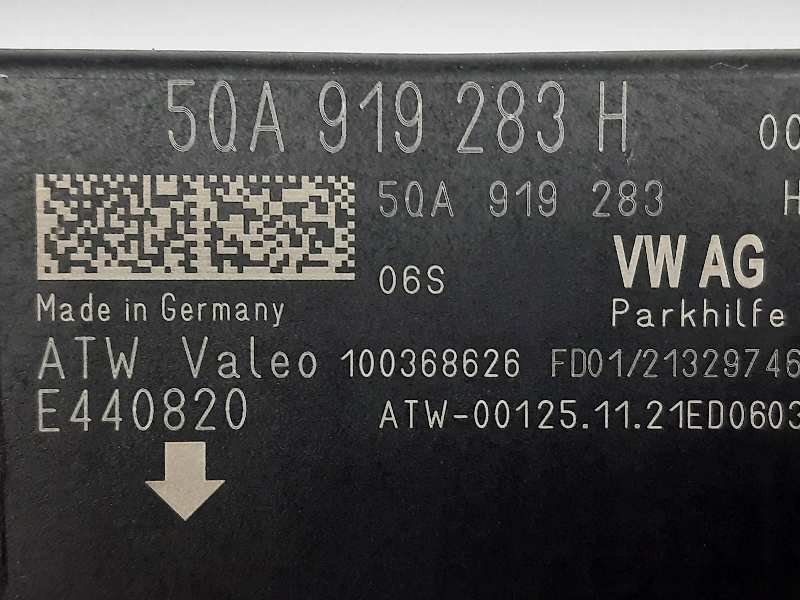 5QA 919 283 H
5QA 919 283 H
06S VW AG
Made in Germany Parkhilfe
ATW Valeo 100368626 FD01/21329746
E440820 ATW-00125.11.21ED0603